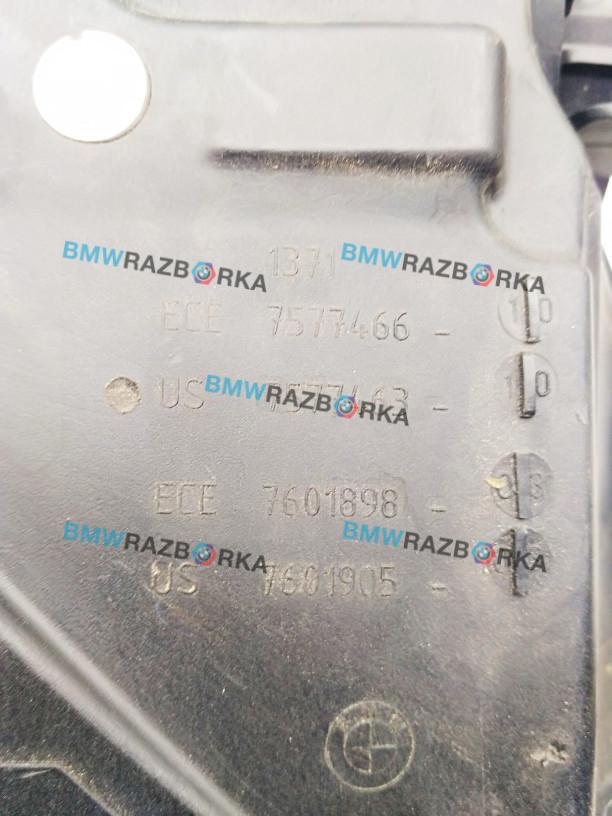 BMWRAZBORKA
1371
BMWRAZBORKA
ECE 7577466 - 10
US
BMWRAZBORKA
- 10
ECE 7601898 -
BMWRAZBORKA
BMWRAZBORKA
US 7601905 -